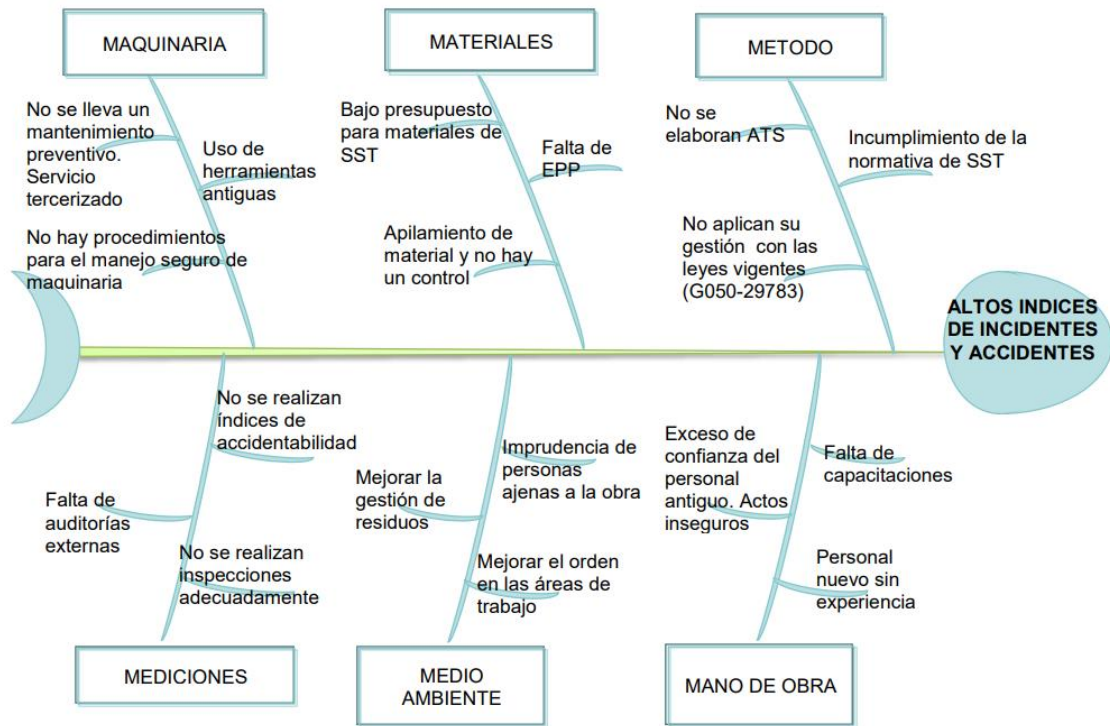 MAQUINARIA
MATERIALES
METODO
No se lleva un
mantenimiento
preventivo.
Servicio
tercerizado
Uso de
herramientas
antiguas
No hay procedimientos
para el manejo seguro de
maquinaria
Bajo presupuesto
para materiales de
SST
Falta de
EPP
Apilamiento de
material y no hay
un control
No se
elaboran ATS
Incumplimiento de la
normativa de SST
No aplican su
gestión con las
leyes vigentes
(G050-29783)
ALTOS INDICES
DE INCIDENTES
Y ACCIDENTES
No se realizan
índices de
accidentabilidad
Falta de
auditorías
externas
No se realizan
inspecciones
adecuadamente
Imprudencia de
personas
ajenas a la obra
Mejorar la
gestión de
residuos
Mejorar el orden
en las áreas de
trabajo
Exceso de
confianza del
personal
antiguo. Actos
inseguros
Falta de
capacitaciones
Personal
nuevo sin
experiencia
MEDICIONES
MEDIO
AMBIENTE
MANO DE OBRA